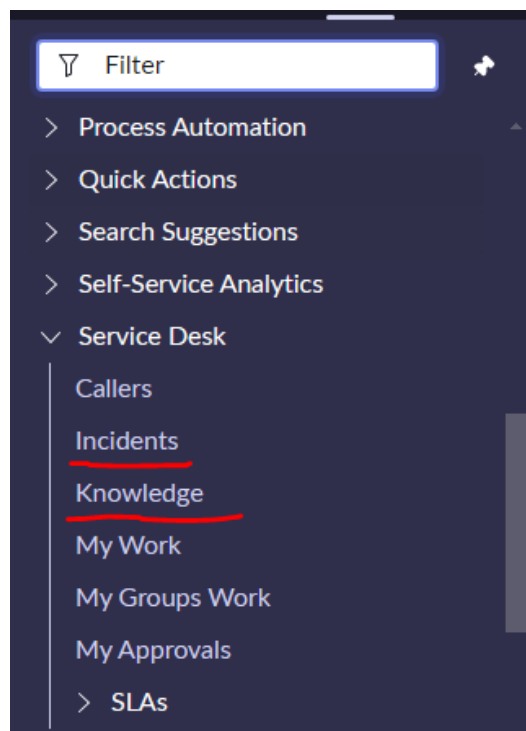 Filter
Process Automation
Quick Actions
Search Suggestions
Self-Service Analytics
Service Desk
Callers
Incidents
Knowledge
My Work
My Groups Work
My Approvals
SLAs